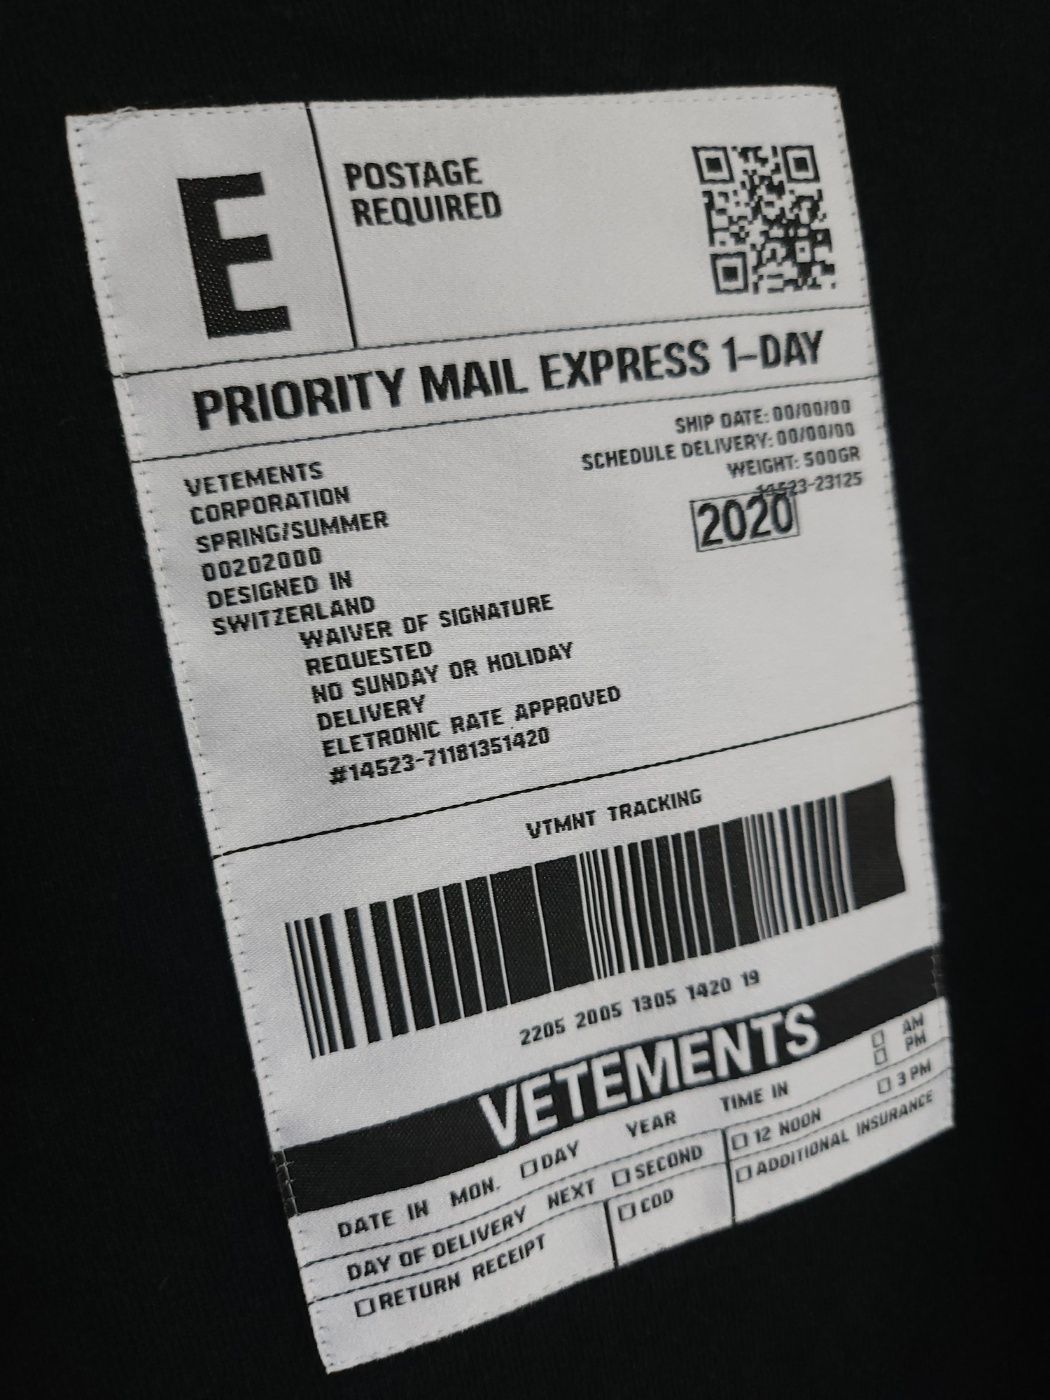 E
POSTAGE
REQUIRED
PRIORITY MAIL EXPRESS 1-DAY
SHIP DATE: 00/00/00
SCHEDULE DELIVERY: 00/00/00
WEIGHT: 500GR
14523-23125
2020
VETEMENTS
CORPORATION
SPRING/SUMMER
00202000
DESIGNED IN
SWITZERLAND
WAIVER OF SIGNATURE
REQUESTED
NO SUNDAY OR HOLIDAY
DELIVERY
ELETRONIC RATE APPROVED
#14523-71181351420
VTMNT TRACKING
2205 2005 1305 1420 19
VETEMENTS
DATE IN MON. DAY YEAR TIME IN AM
PM
DAY OF DELIVERY NEXT SECOND 12 NOON 3 PM
RETURN RECEIPT COD ADDITIONAL INSURANCE